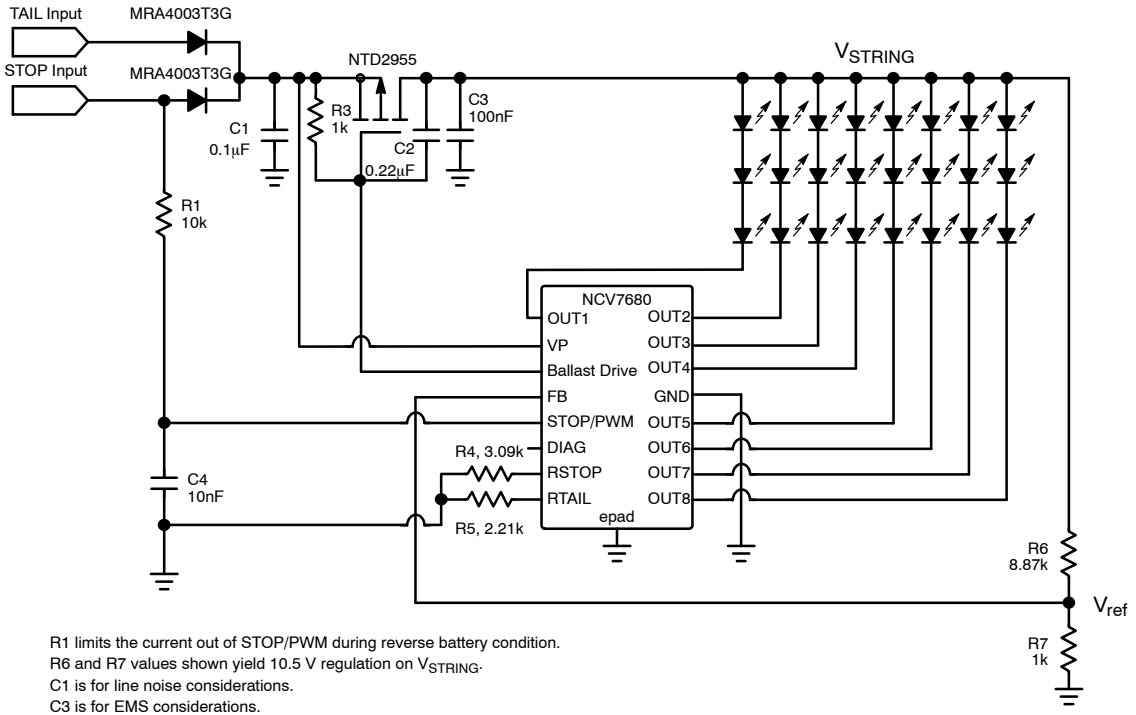 TAIL Input
MRA4003T3G
STOP Input
MRA4003T3G
NTD2955
VSTRING
R3
1k
C1
0.1µF
C2
0.22µF
C3
100nF
R1
10k
NCV7680
OUT1
VP
Ballast Drive
FB
STOP/PWM
DIAG
RSTOP
RTAIL
epad
OUT2
OUT3
OUT4
GND
OUT5
OUT6
OUT7
OUT8
R4, 3.09k
R5, 2.21k
C4
10nF
R6
8.87k
Vref
R7
1k
R1 limits the current out of STOP/PWM during reverse battery condition.
R6 and R7 values shown yield 10.5 V regulation on VSTRING.
C1 is for line noise considerations.
C3 is for EMS considerations.